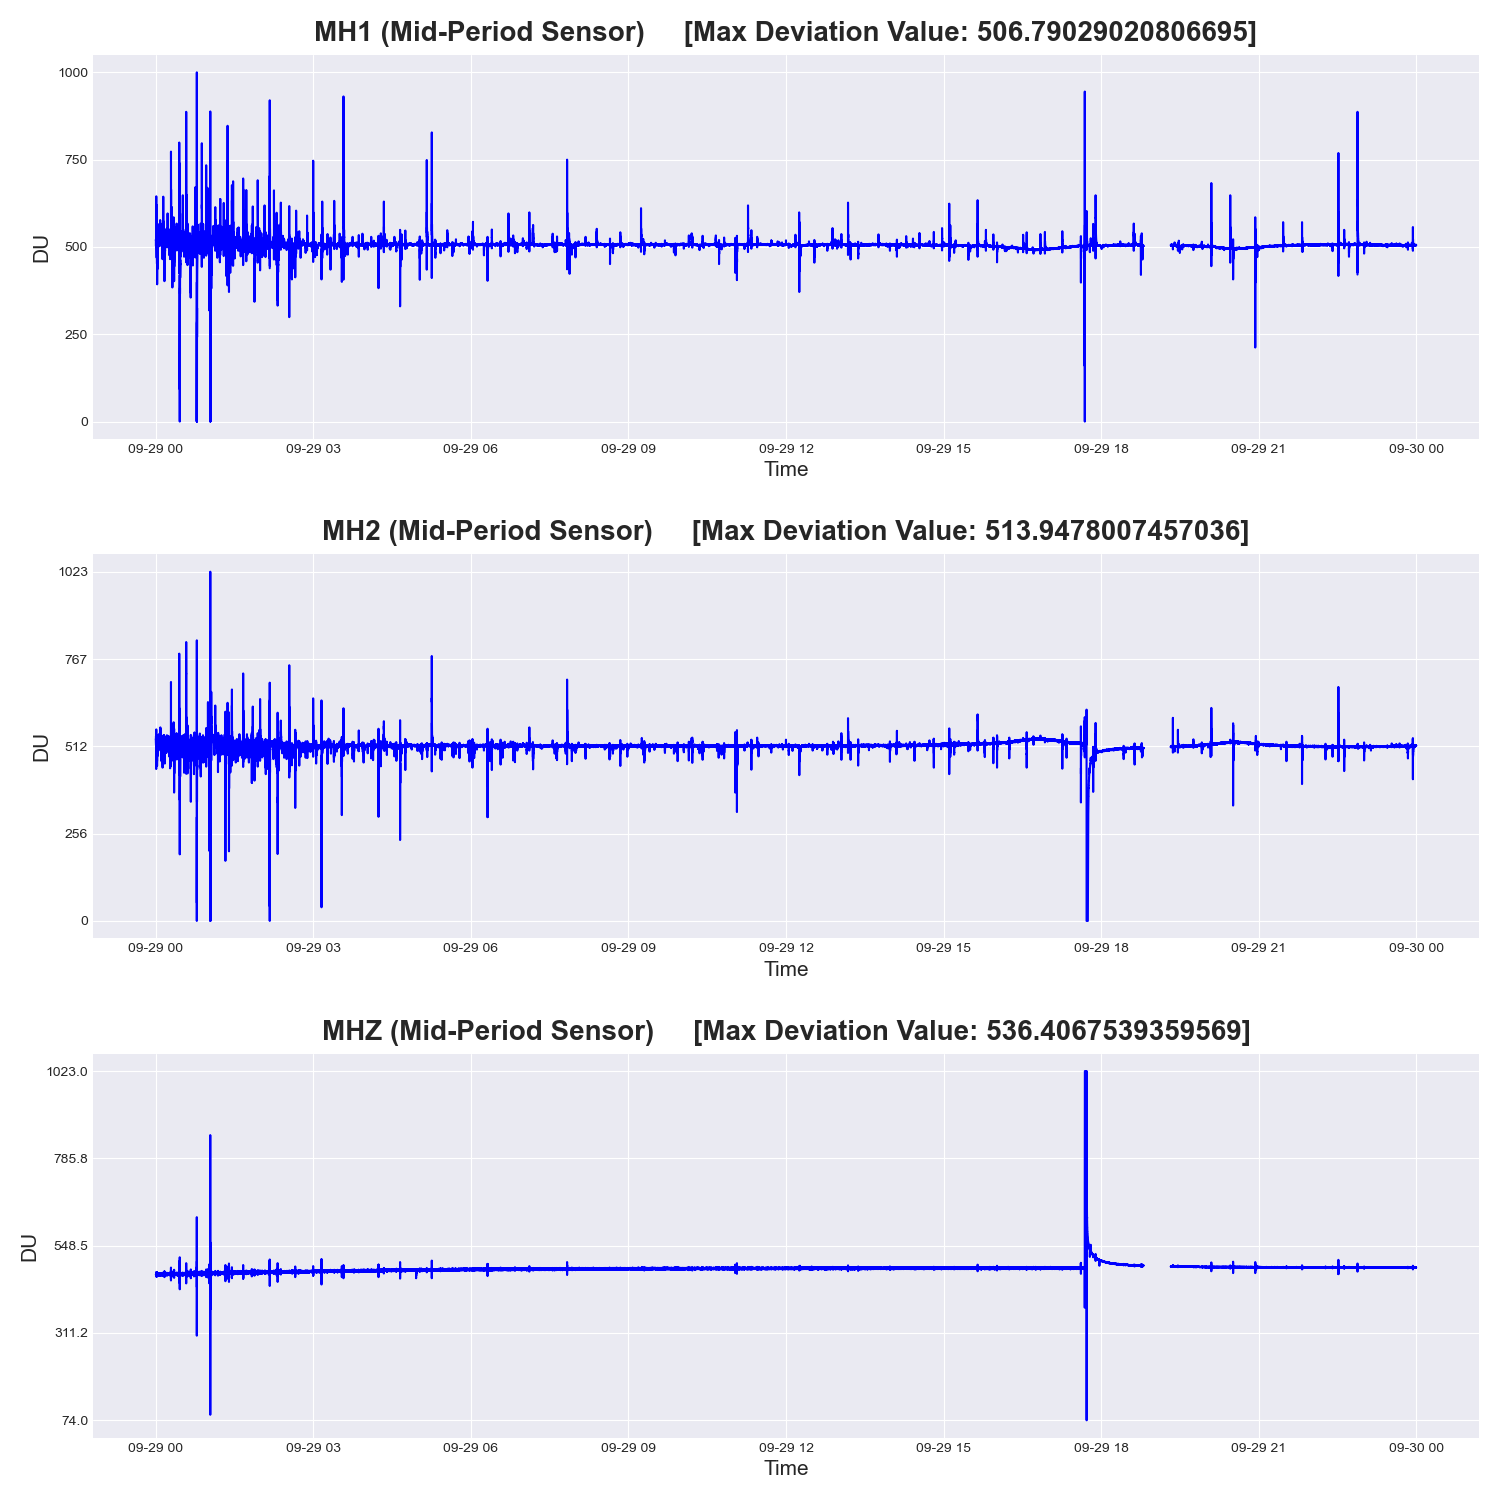 MH1 (Mid-Period Sensor) [Max Deviation Value: 506.79029020806695]
1000
750
500
250
0
DU
09-29 00 09-29 03 09-29 06 09-29 09 09-29 12 09-29 15 09-29 18 09-29 21 09-30 00
Time
MH2 (Mid-Period Sensor) [Max Deviation Value: 513.9478007457036]
1023
767
512
256
0
DU
09-29 00 09-29 03 09-29 06 09-29 09 09-29 12 09-29 15 09-29 18 09-29 21 09-30 00
Time
MHZ (Mid-Period Sensor) [Max Deviation Value: 536.4067539359569]
1023.0
785.8
548.5
311.2
74.0
DU
09-29 00 09-29 03 09-29 06 09-29 09 09-29 12 09-29 15 09-29 18 09-29 21 09-30 00
Time